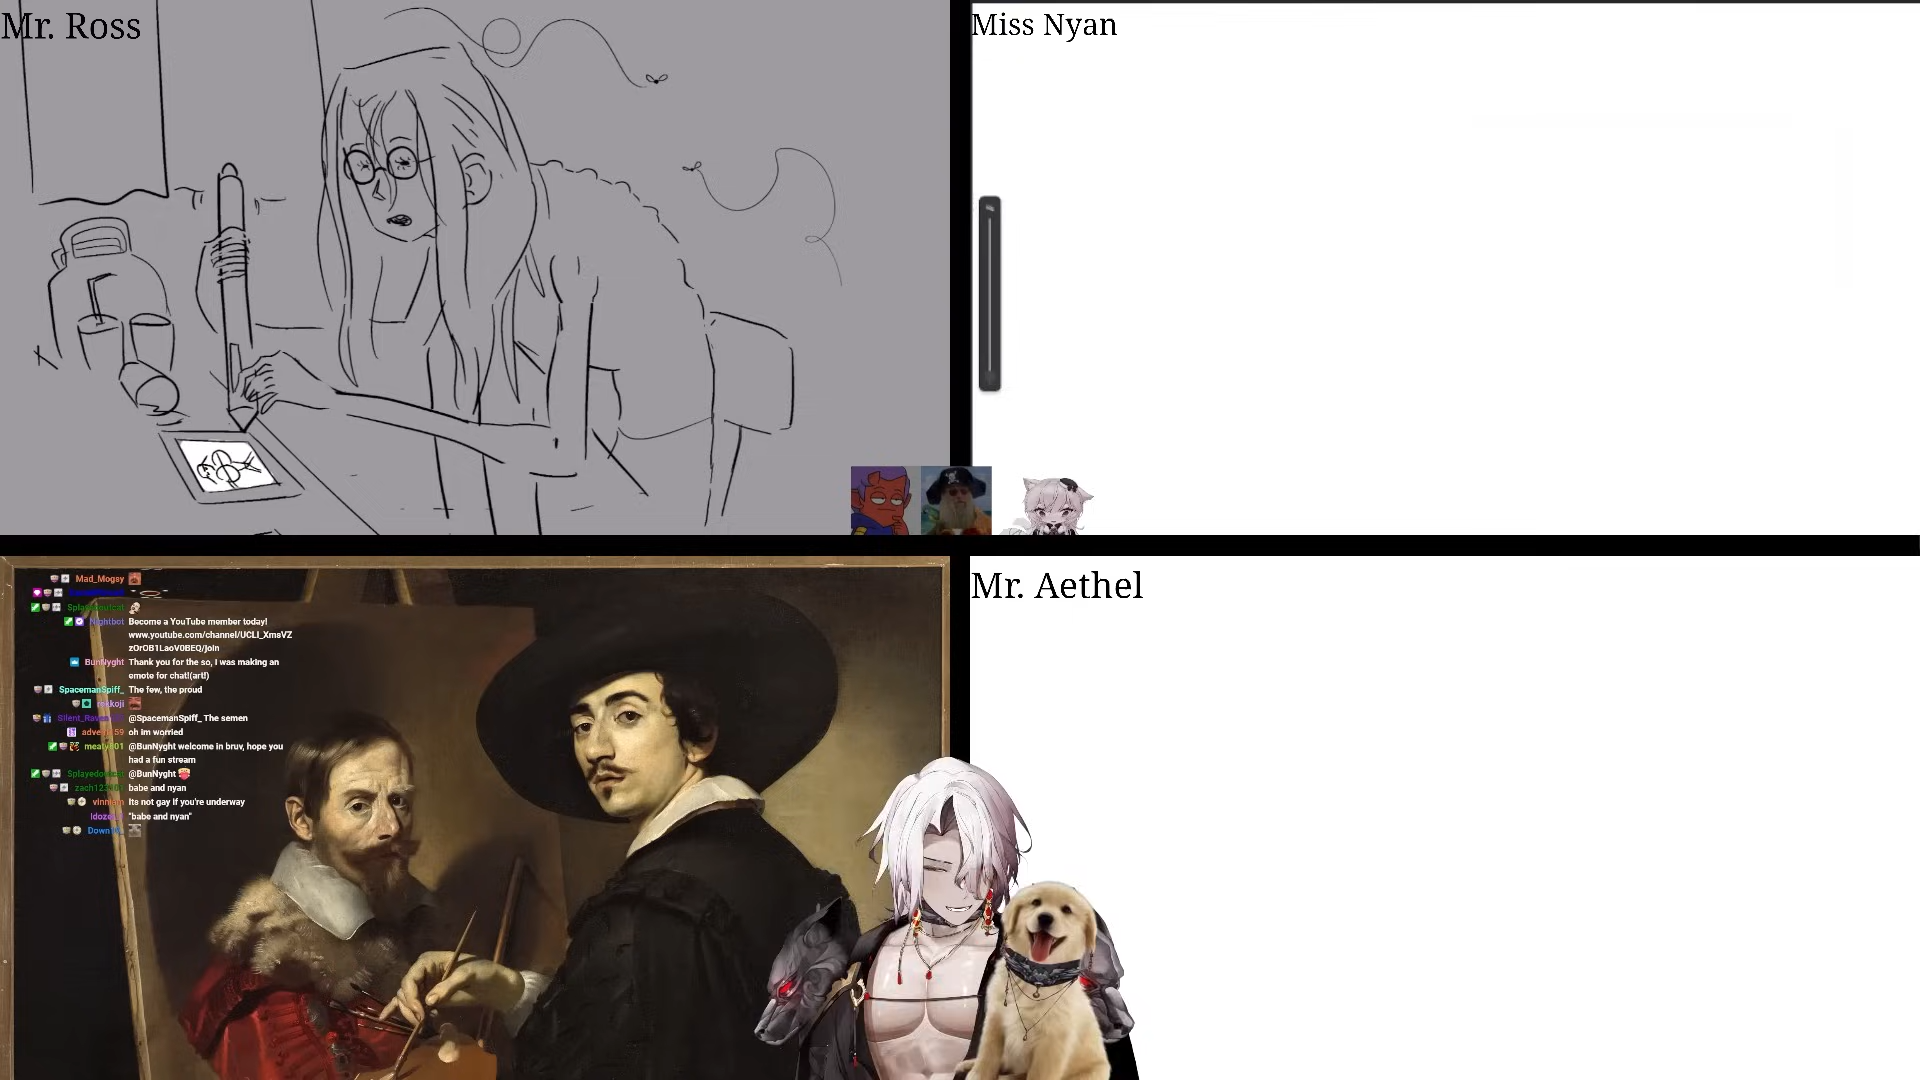 Mr. Ross
Miss Nyan
Mad_Mogsy
Nightbot Become a YouTube member today!
www.youtube.com/channel/UCLI_XmsVZ
zOrOB1LaoV0BEQ/join
BunNyght Thank you for the so, I was making an
emote for chat!(art!)
SpacemanSpiff_ The few, the proud
@SpacemanSpiff_ The semen
oh im worried
@BunNyght welcome in bruv, hope you
had a fun stream
@BunNyght
babe and nyan
Its not gay if you're underway
"babe and nyan"
Mr. Aethel